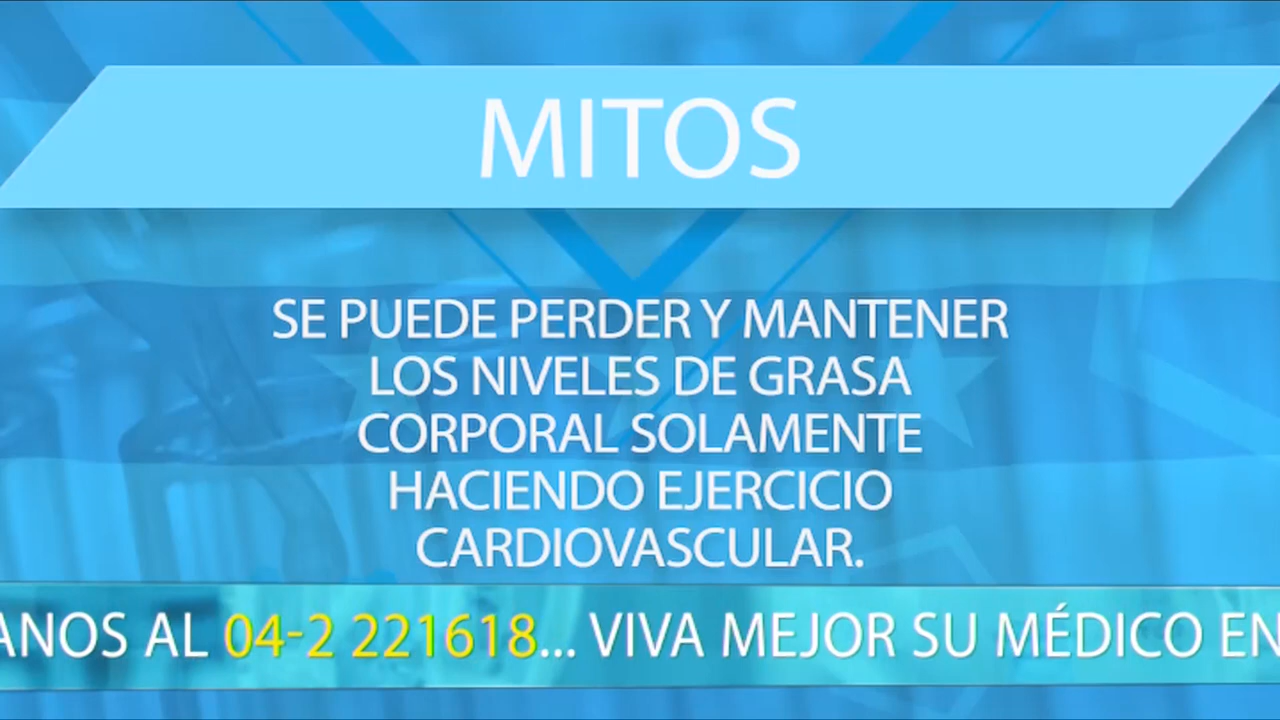 MITOS
SE PUEDE PERDER Y MANTENER
LOS NIVELES DE GRASA
CORPORAL SOLAMENTE
HACIENDO EJERCICIO
CARDIOVASCULAR.
ANOS AL 04-2 221618... VIVA MEJOR SU MÉDICO EN